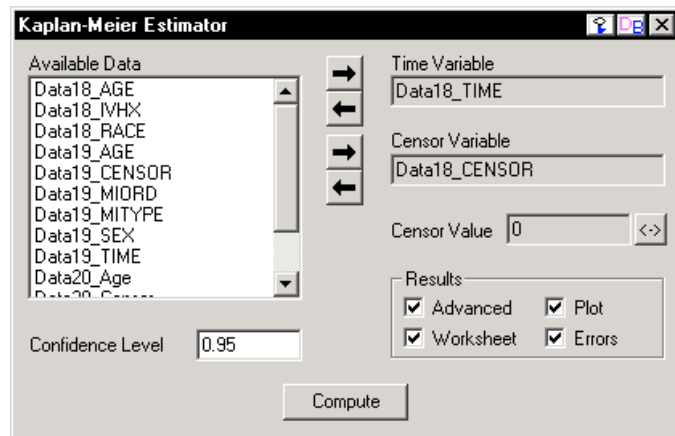 Kaplan-Meier Estimator
Available Data
Data18_AGE
Data18_IVHX
Data18_RACE
Data19_AGE
Data19_CENSOR
Data19_MIORD
Data19_MITYPE
Data19_SEX
Data19_TIME
Data20_Age
Confidence Level 0.95
Time Variable
Data18_TIME
Censor Variable
Data18_CENSOR
Censor Value 0 <->
Results
Advanced Plot
Worksheet Errors
Compute